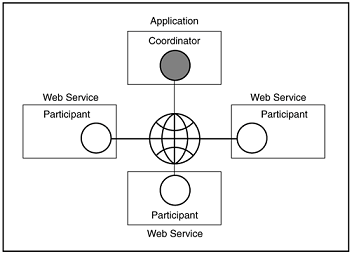 Application
Coordinator
Web Service
Participant
Web Service
Participant
Participant
Web Service